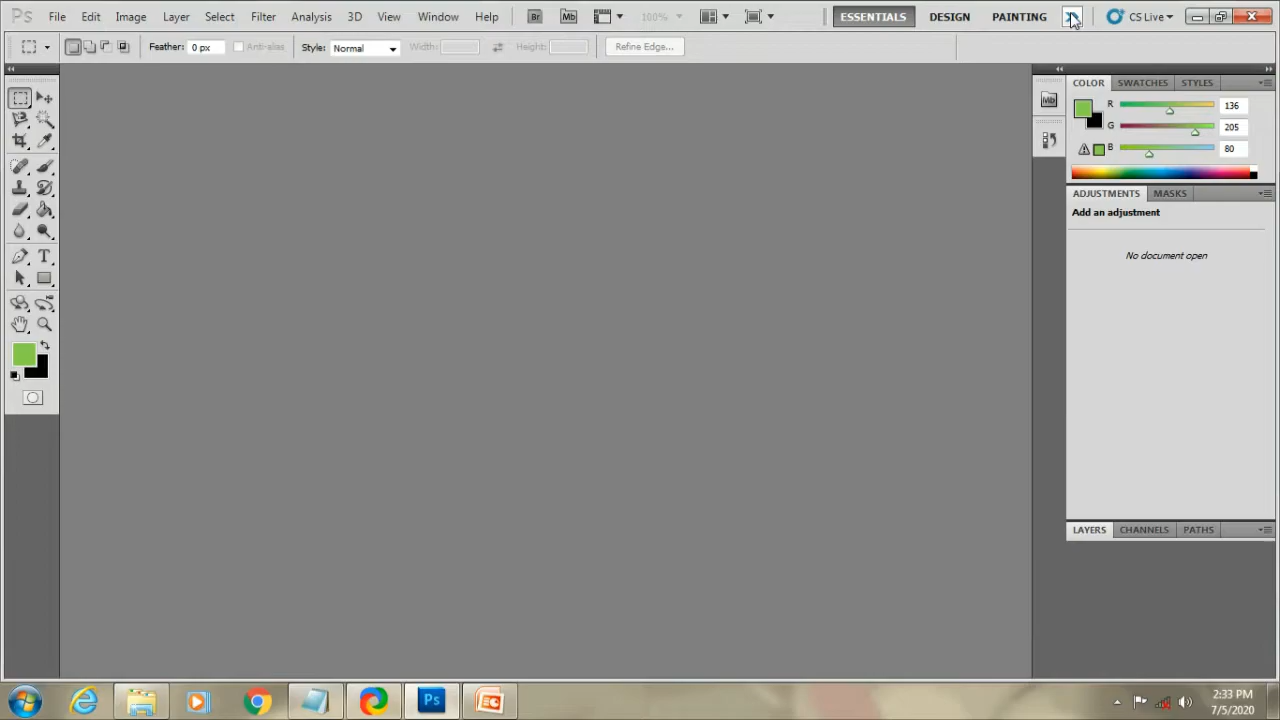 Ps File Edit Image Layer Select Filter Analysis 3D View Window Help Br Mb 100% ESSENTIALS DESIGN PAINTING >> CS Live
Feather: 0 px Anti-alias Style: Normal Width: Height: Refine Edge...
COLOR SWATCHES STYLES
R 136
G 205
B 80
Mb
ADJUSTMENTS MASKS
Add an adjustment
No document open
T
LAYERS CHANNELS PATHS
Ps
2:33 PM
7/5/2020